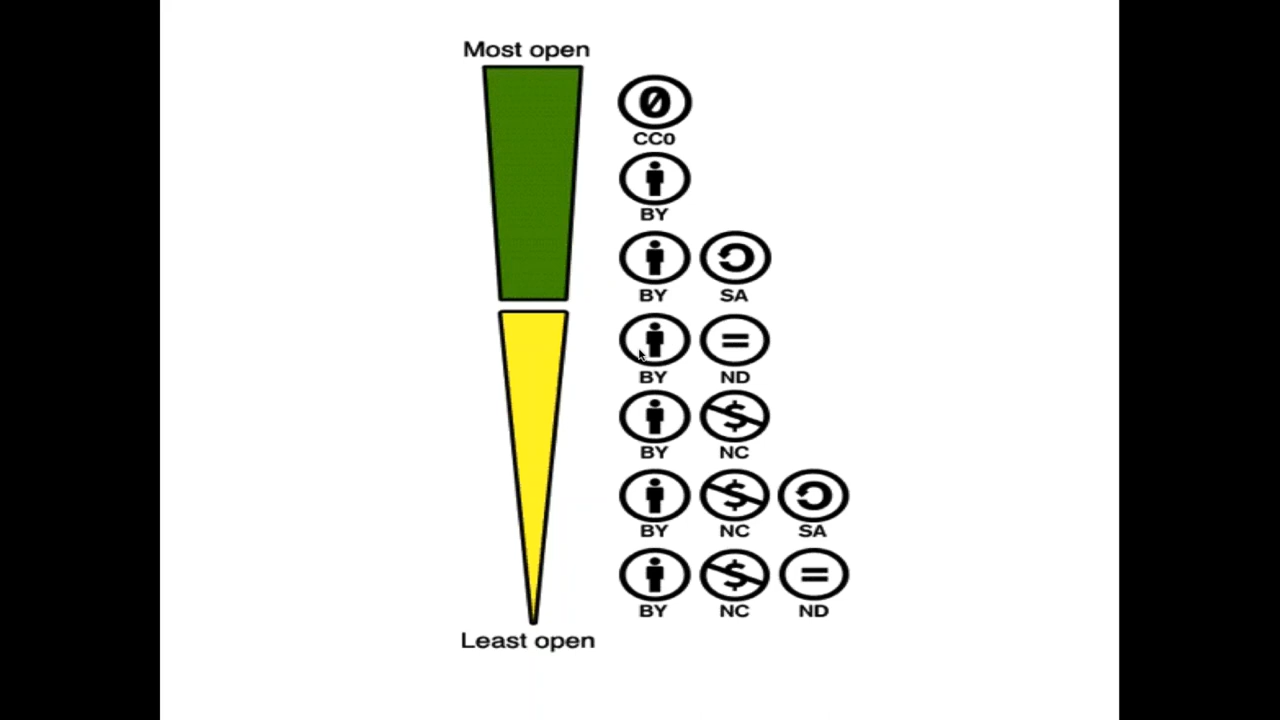 Most open
CC0
BY
BY SA
BY ND
BY NC
BY NC SA
BY NC ND
Least open